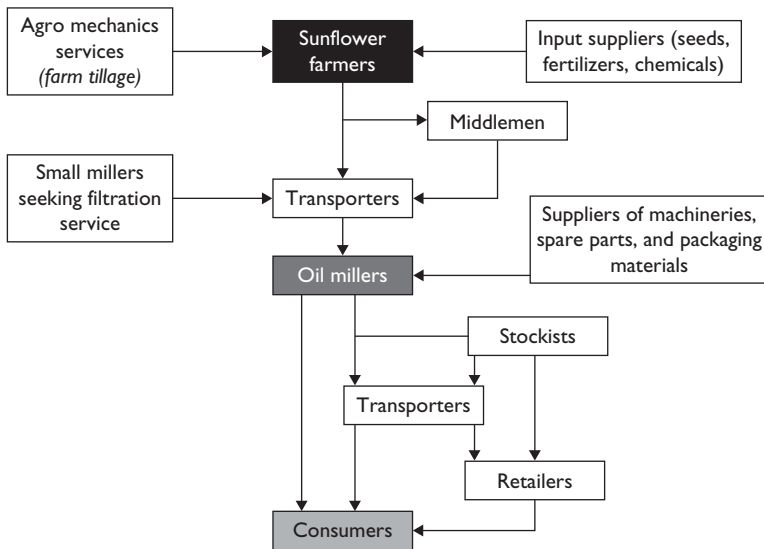 Agro mechanics
services
(farm tillage)
Sunflower
farmers
Input suppliers (seeds,
fertilizers, chemicals)
Middlemen
Small millers
seeking filtration
service
Transporters
Suppliers of machineries,
spare parts, and packaging
materials
Oil millers
Stockists
Transporters
Retailers
Consumers